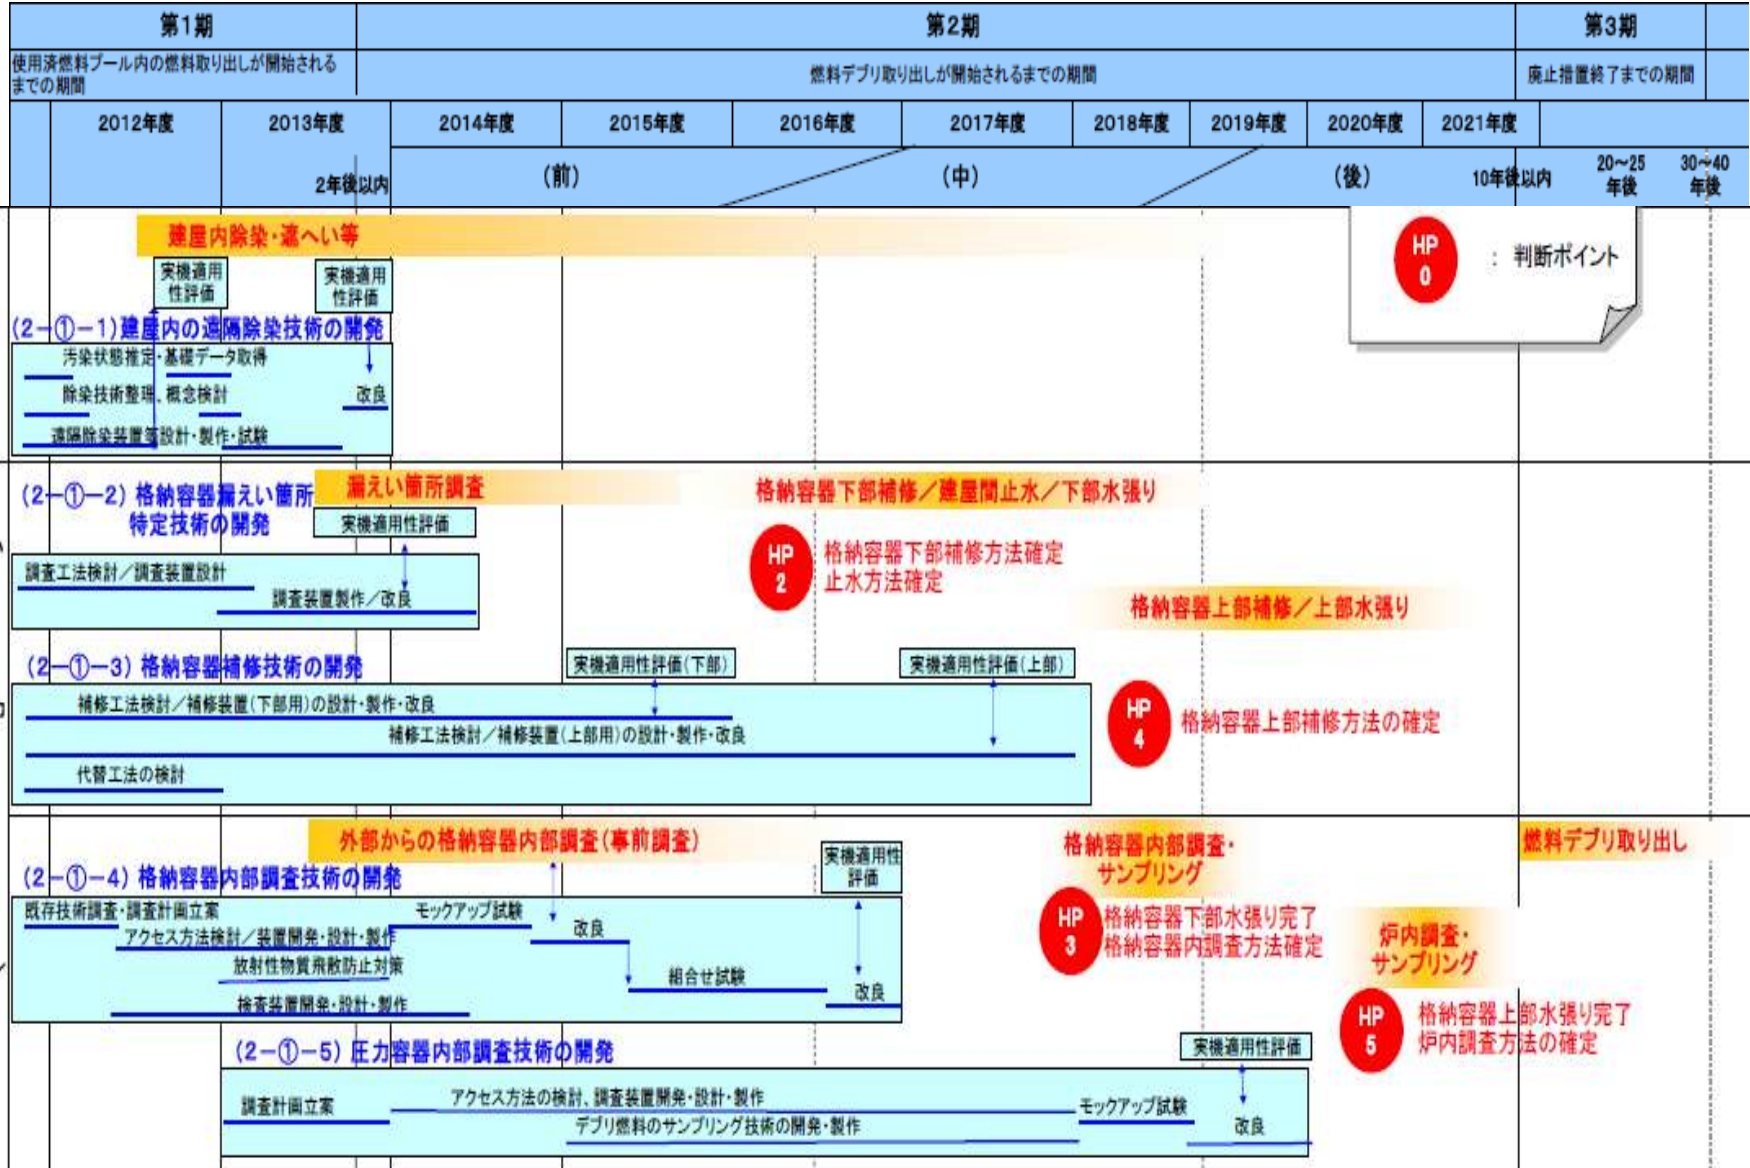 第1期
第2期
第3期
使用済燃料プール内の燃料取り出しが開始される
までの期間
燃料デブリ取り出しが開始されるまでの期間
廃止措置終了までの期間
2012年度
2013年度
2014年度
2015年度
2016年度
2017年度
2018年度
2019年度
2020年度
2021年度
2年後以内
(前)
(中)
(後)
10年後以内
20〜25
年後
30〜40
年後
建屋内除染・遮へい等
実機適用
性評価
実機適用
性評価
HP
0
: 判断ポイント
(2-①-1)建屋内の遠隔除染技術の開発
汚染状態推定・基礎データ取得
除染技術整理、概念検討
改良
遠隔除染装置等設計・製作・試験
(2-①-2) 格納容器漏えい箇所
特定技術の開発
漏えい箇所調査
実機適用性評価
格納容器下部補修/建屋間止水/下部水張り
HP
2
格納容器下部補修方法確定
止水方法確定
調査工法検討/調査装置設計
調査装置製作/改良
格納容器上部補修/上部水張り
(2-①-3) 格納容器補修技術の開発
実機適用性評価(下部)
実機適用性評価(上部)
補修工法検討/補修装置(下部用)の設計・製作・改良
補修工法検討/補修装置(上部用)の設計・製作・改良
代替工法の検討
HP
4
格納容器上部補修方法の確定
外部からの格納容器内部調査(事前調査)
実機適用性
評価
格納容器内部調査・
サンプリング
燃料デブリ取り出し
(2-①-4) 格納容器内部調査技術の開発
既存技術調査・調査計画立案
モックアップ試験
アクセス方法検討/装置開発・設計・製作
改良
放射性物質飛散防止対策
組合せ試験
検査装置開発・設計・製作
改良
HP
3
格納容器下部水張り完了
格納容器内調査方法確定
炉内調査・
サンプリング
HP
5
格納容器上部水張り完了
炉内調査方法の確定
(2-①-5) 圧力容器内部調査技術の開発
実機適用性評価
調査計画立案
アクセス方法の検討、調査装置開発・設計・製作
モックアップ試験
デブリ燃料のサンプリング技術の開発・製作
改良